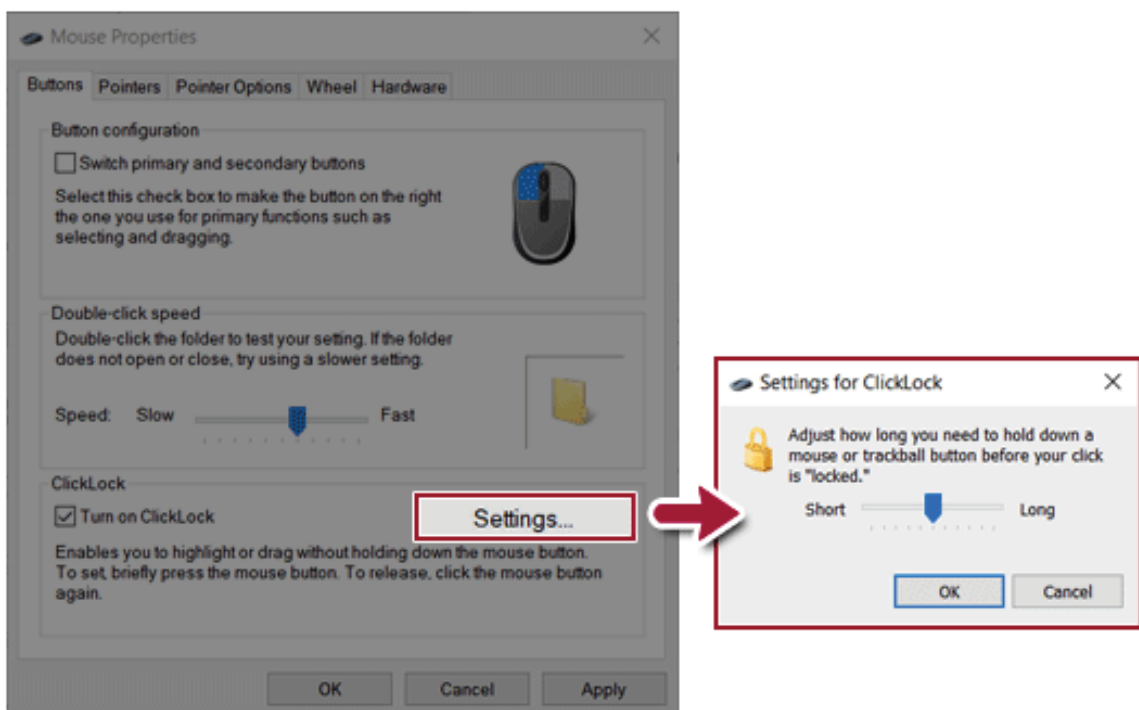 Mouse Properties
Buttons Pointers Pointer Options Wheel Hardware
Button configuration
Switch primary and secondary buttons
Select this check box to make the button on the right
the one you use for primary functions such as
selecting and dragging.
Double-click speed
Double-click the folder to test your setting. If the folder
does not open or close, try using a slower setting.
Speed: Slow Fast
ClickLock
Turn on ClickLock
Settings...
Enables you to highlight or drag without holding down the mouse button.
To set, briefly press the mouse button. To release, click the mouse button
again.
OK Cancel Apply
Settings for ClickLock
Adjust how long you need to hold down a
mouse or trackball button before your click
is "locked."
Short Long
OK Cancel